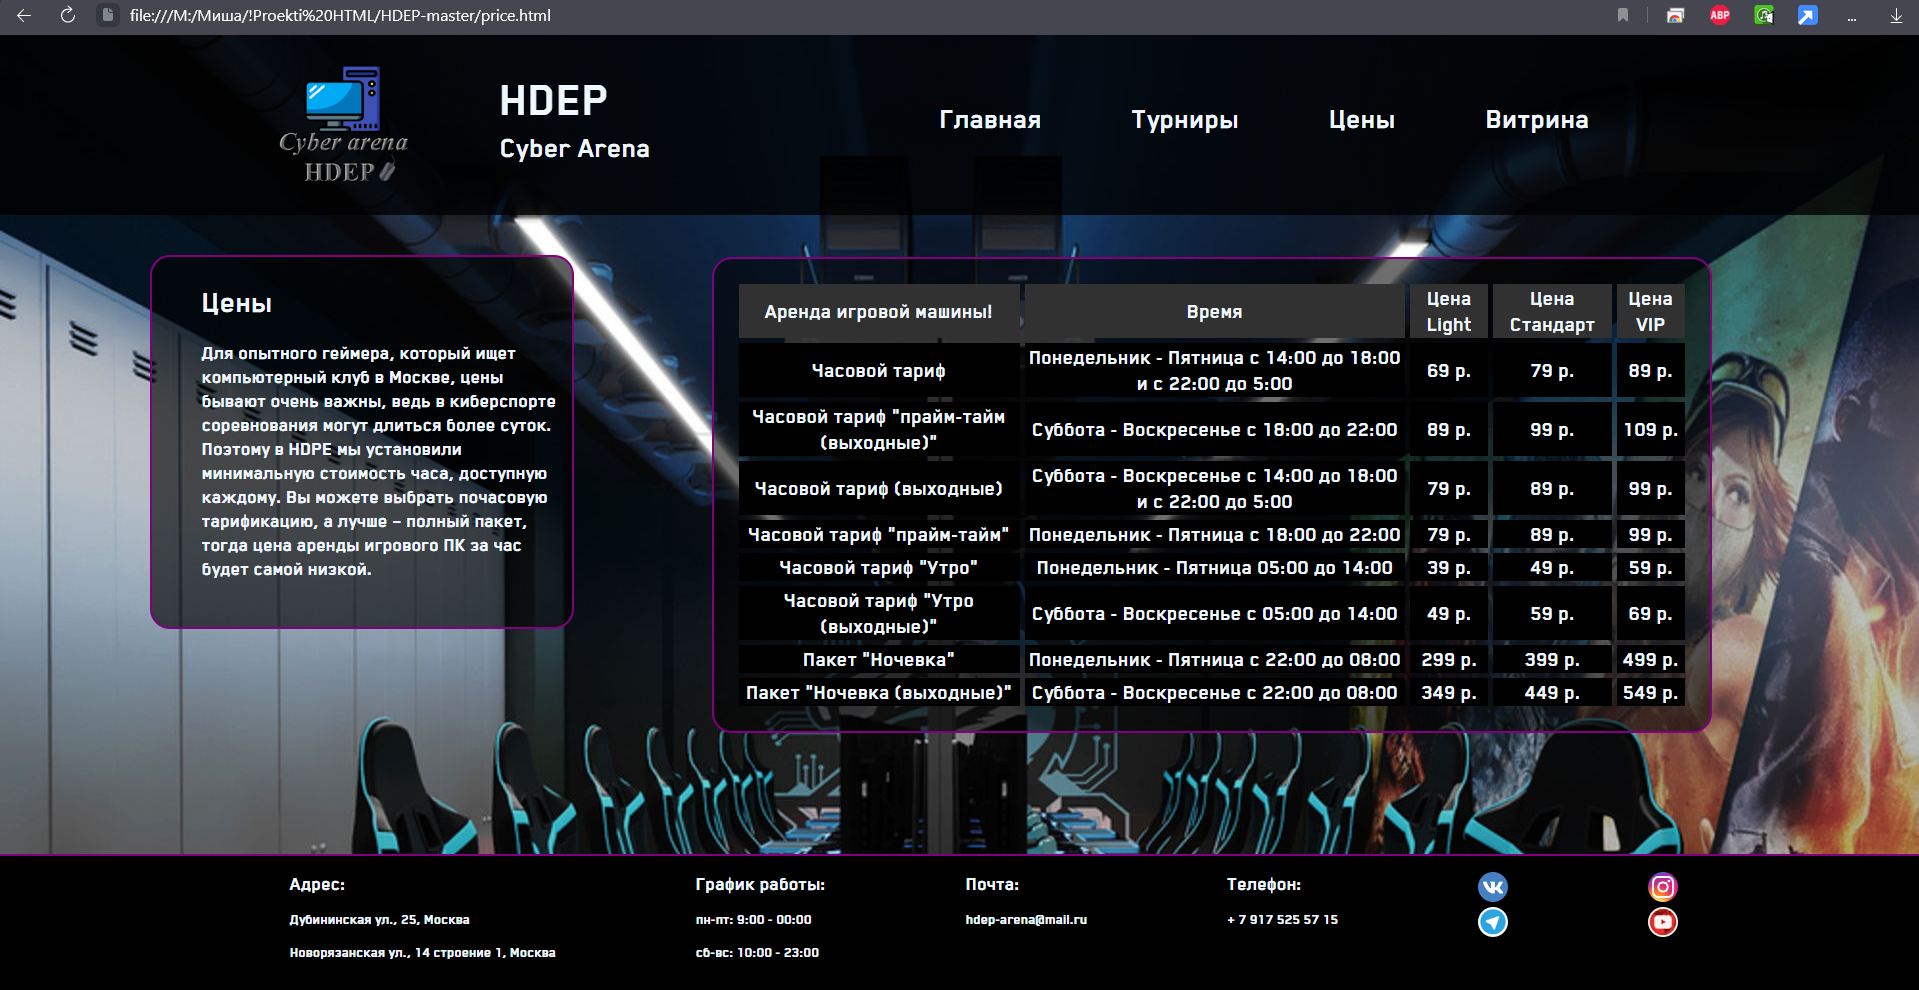 file:///M:/Миша/!Proekti%20HTML/HDEP-master/price.html
ABP
Cyber arena
HDEP
HDEP
Cyber Arena
Главная
Турниры
Цены
Витрина
Цены
Для опытного геймера, который ищет
компьютерный клуб в Москве, цены
бывают очень важны, ведь в киберспорте
соревнования могут длиться более суток.
Поэтому в HDPE мы установили
минимальную стоимость часа, доступную
каждому. Вы можете выбрать почасовую
тарификацию, а лучше – полный пакет,
тогда цена аренды игрового ПК за час
будет самой низкой.
Аренда игровой машины!
Время
Цена
Light
Цена
Стандарт
Цена
VIP
Часовой тариф
Понедельник - Пятница с 14:00 до 18:00
и с 22:00 до 5:00
69 р.
79 р.
89 р.
Часовой тариф "прайм-тайм
(выходные)"
Суббота - Воскресенье с 18:00 до 22:00
89 р.
99 р.
109 р.
Часовой тариф (выходные)
Суббота - Воскресенье с 14:00 до 18:00
и с 22:00 до 5:00
79 р.
89 р.
99 р.
Часовой тариф "прайм-тайм"
Понедельник - Пятница с 18:00 до 22:00
79 р.
89 р.
99 р.
Часовой тариф "Утро"
Понедельник - Пятница 05:00 до 14:00
39 р.
49 р.
59 р.
Часовой тариф "Утро
(выходные)"
Суббота - Воскресенье с 05:00 до 14:00
49 р.
59 р.
69 р.
Пакет "Ночевка"
Понедельник - Пятница с 22:00 до 08:00
299 р.
399 р.
499 р.
Пакет "Ночевка (выходные)"
Суббота - Воскресенье с 22:00 до 08:00
349 р.
449 р.
549 р.
Адрес:
Дубининская ул., 25, Москва
Новорязанская ул., 14 строение 1, Москва
График работы:
пн-пт: 9:00 - 00:00
сб-вс: 10:00 - 23:00
Почта:
hdep-arena@mail.ru
Телефон:
+ 7 917 525 57 15